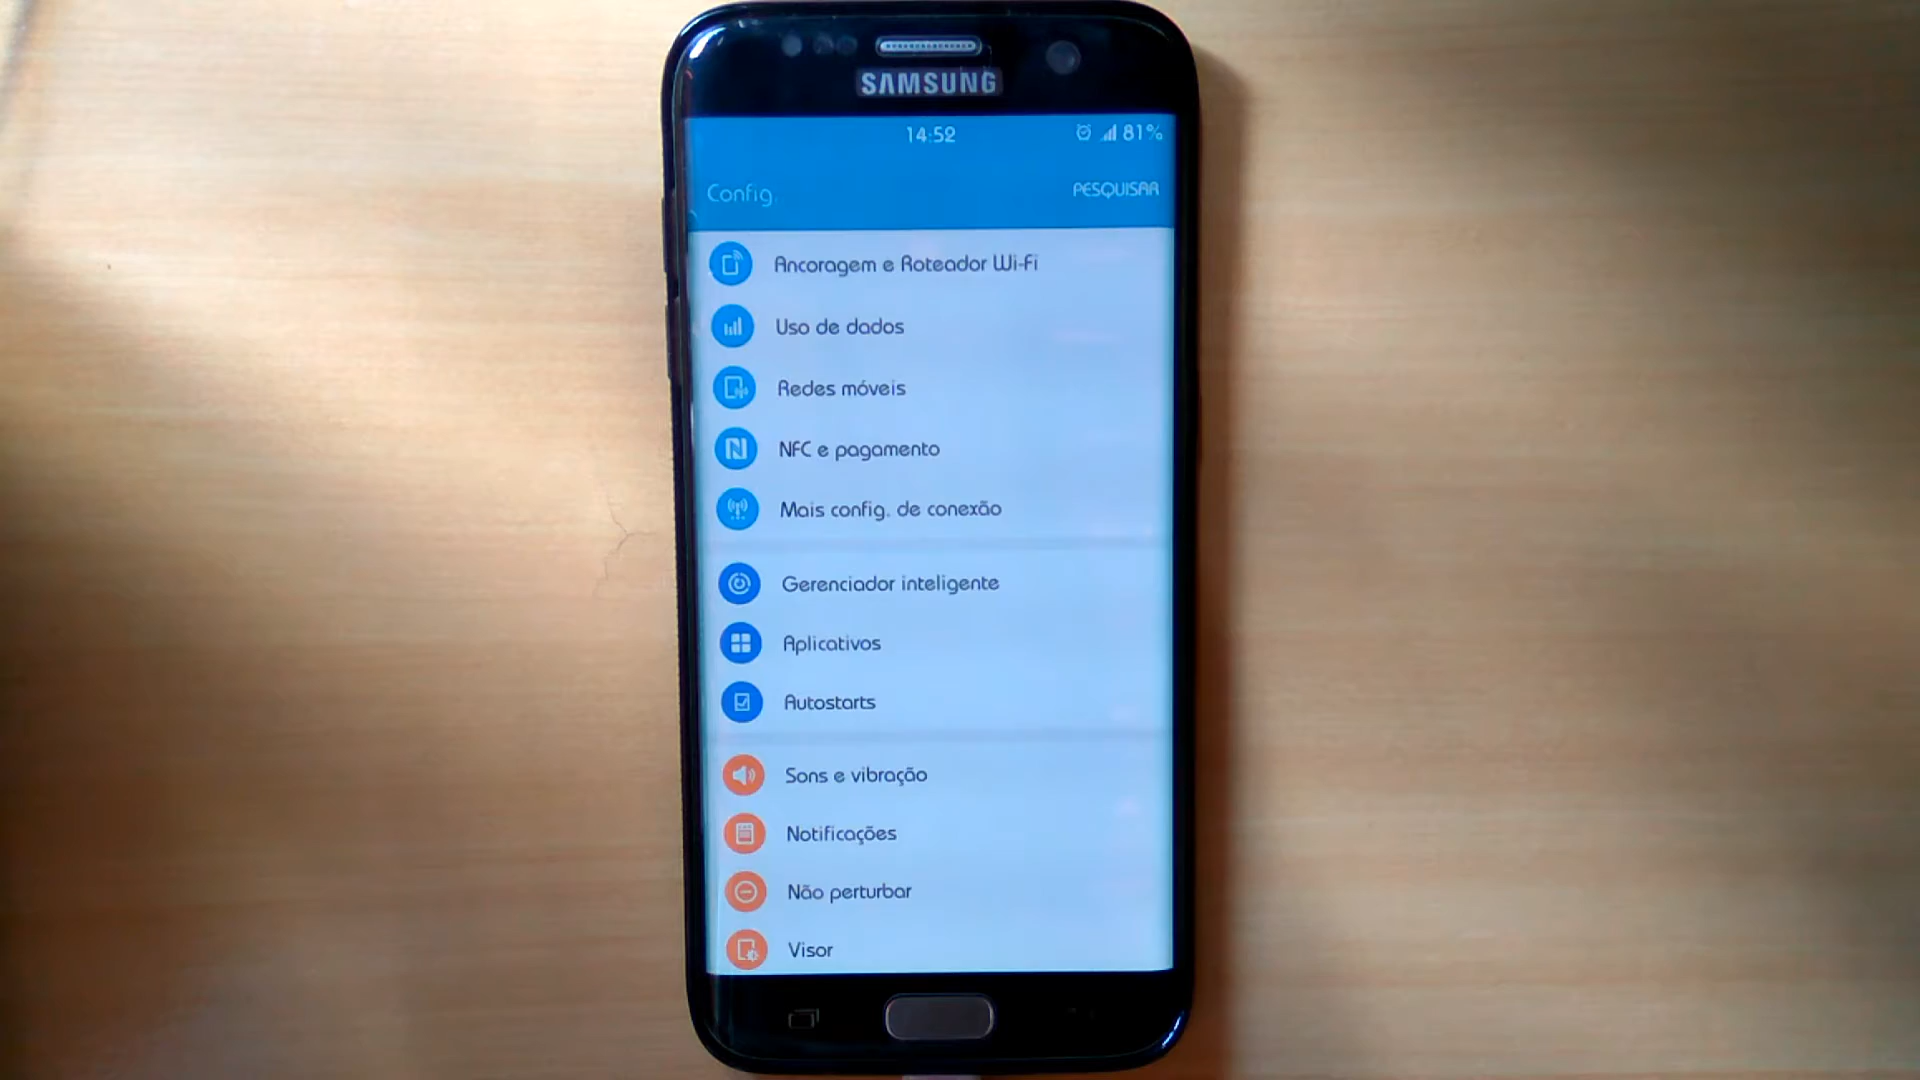 SAMSUNG
14:52 81%
Config. PESQUISAR
Ancoragem e Roteador Wi-Fi
Uso de dados
Redes móveis
NFC e pagamento
Mais config. de conexão
Gerenciador inteligente
Aplicativos
Autostarts
Sons e vibração
Notificações
Não perturbar
Visor